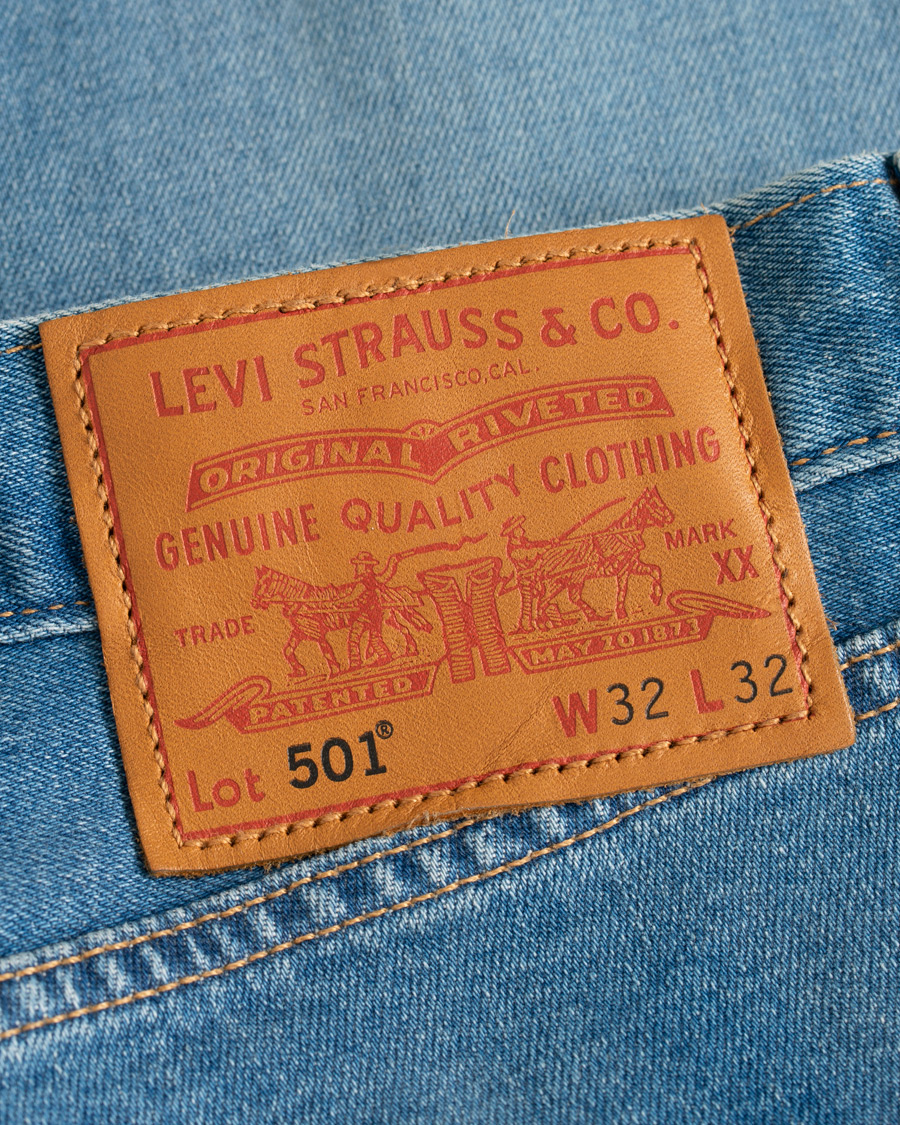 LEVI STRAUSS & CO.
SAN FRANCISCO, CAL.
ORIGINAL RIVETED
GENUINE QUALITY CLOTHING
TRADE MARK
XX
PATENTED MAY 20 1873
Lot 501® W32 L32